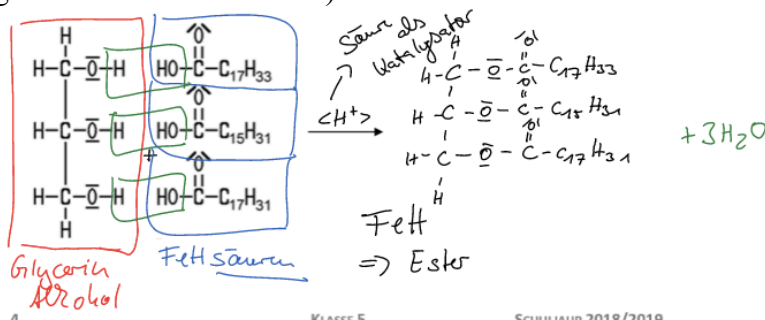 H
H-C-O-H HO-C-C17H33
O
H-C-O-H HO-C-C15H31
O
H-C-O-H HO-C-C17H31
O
H
+
Glycerin
Alkohol
Fettsäuren
Säure als
Katalysator
<H+>
H
H-C-O-C-C17H33
O
H-C-O-C-C15H31
O
H-C-O-C-C17H31
O
H
+3H2O
Fett
=> Ester
4 KLASSE 5 SCHULJAHR 2018/2019